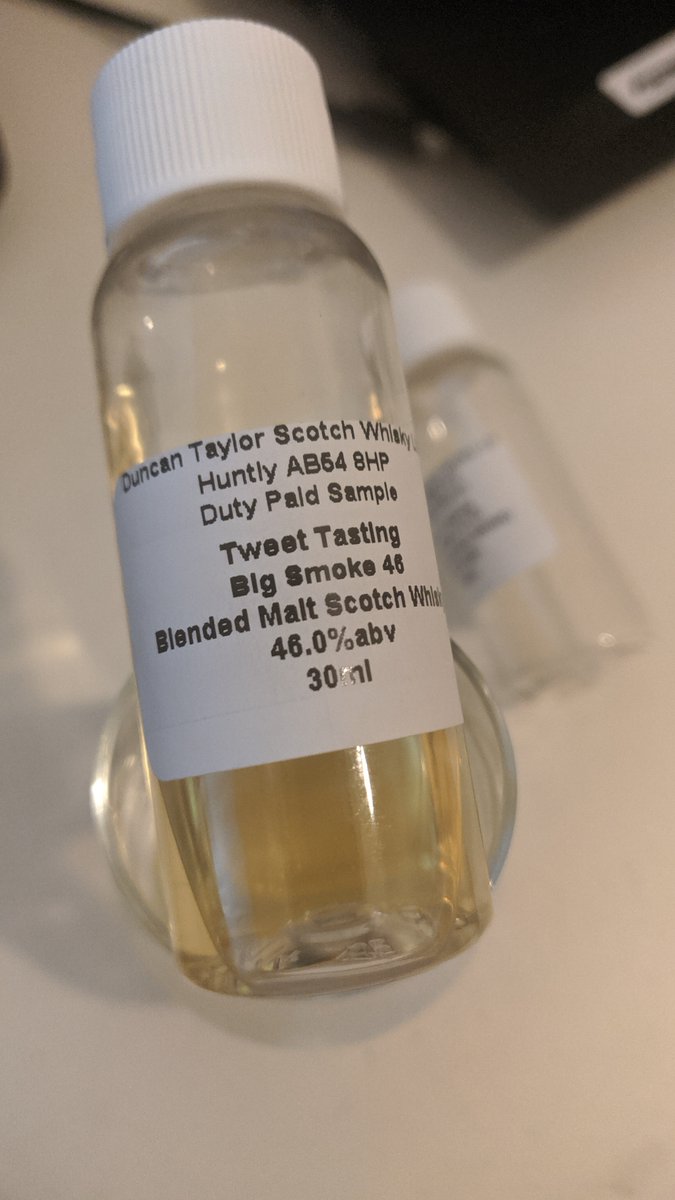 Duncan Taylor Scotch Whisky
Huntly AB54 8HP
Duty Paid Sample
Tweet Tasting
Big Smoke 46
Blended Malt Scotch Whisky
46.0%abv
30ml